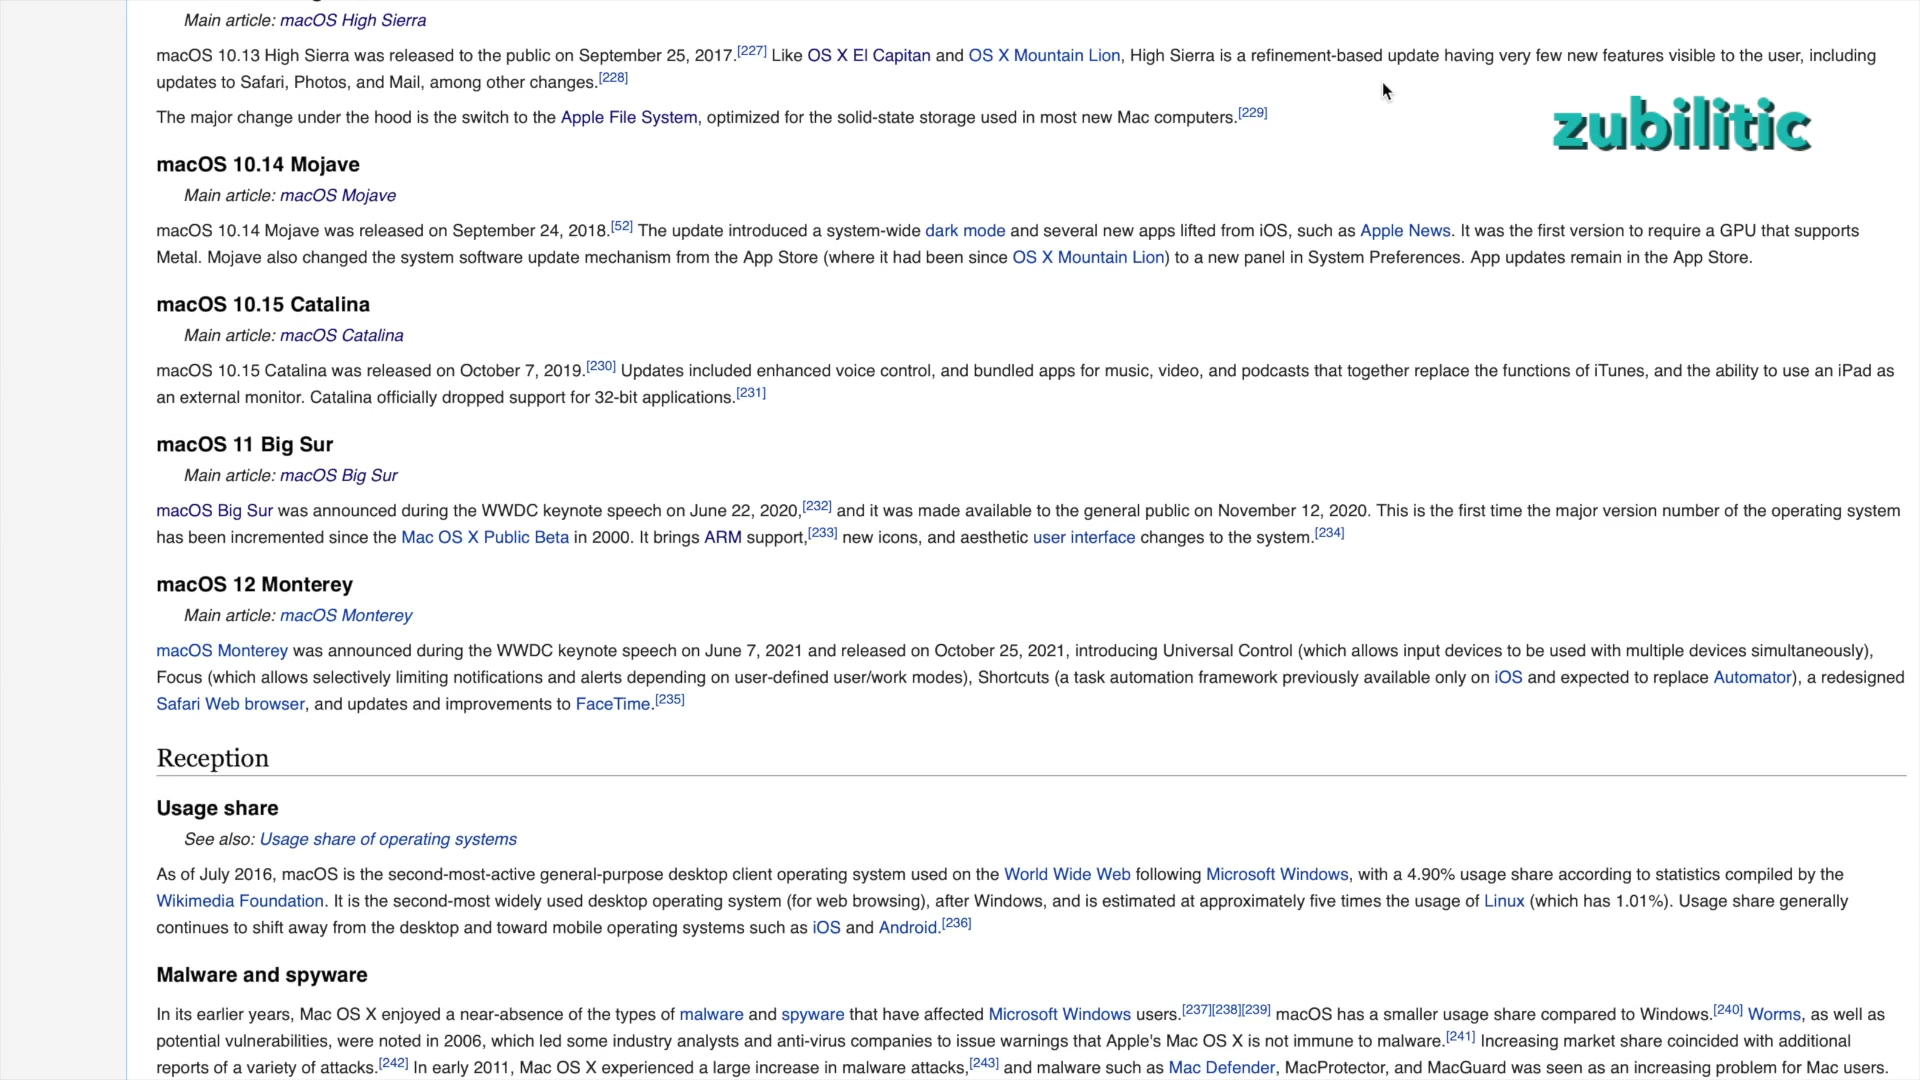 Main article: macOS High Sierra
macOS 10.13 High Sierra was released to the public on September 25, 2017.[227] Like OS X El Capitan and OS X Mountain Lion, High Sierra is a refinement-based update having very few new features visible to the user, including
updates to Safari, Photos, and Mail, among other changes.[228]
The major change under the hood is the switch to the Apple File System, optimized for the solid-state storage used in most new Mac computers.[229]
zubilitic
macOS 10.14 Mojave
Main article: macOS Mojave
macOS 10.14 Mojave was released on September 24, 2018.[52] The update introduced a system-wide dark mode and several new apps lifted from iOS, such as Apple News. It was the first version to require a GPU that supports
Metal. Mojave also changed the system software update mechanism from the App Store (where it had been since OS X Mountain Lion) to a new panel in System Preferences. App updates remain in the App Store.
macOS 10.15 Catalina
Main article: macOS Catalina
macOS 10.15 Catalina was released on October 7, 2019.[230] Updates included enhanced voice control, and bundled apps for music, video, and podcasts that together replace the functions of iTunes, and the ability to use an iPad as
an external monitor. Catalina officially dropped support for 32-bit applications.[231]
macOS 11 Big Sur
Main article: macOS Big Sur
macOS Big Sur was announced during the WWDC keynote speech on June 22, 2020,[232] and it was made available to the general public on November 12, 2020. This is the first time the major version number of the operating system
has been incremented since the Mac OS X Public Beta in 2000. It brings ARM support,[233] new icons, and aesthetic user interface changes to the system.[234]
macOS 12 Monterey
Main article: macOS Monterey
macOS Monterey was announced during the WWDC keynote speech on June 7, 2021 and released on October 25, 2021, introducing Universal Control (which allows input devices to be used with multiple devices simultaneously),
Focus (which allows selectively limiting notifications and alerts depending on user-defined user/work modes), Shortcuts (a task automation framework previously available only on iOS and expected to replace Automator), a redesigned
Safari Web browser, and updates and improvements to FaceTime.[235]
Reception
Usage share
See also: Usage share of operating systems
As of July 2016, macOS is the second-most-active general-purpose desktop client operating system used on the World Wide Web following Microsoft Windows, with a 4.90% usage share according to statistics compiled by the
Wikimedia Foundation. It is the second-most widely used desktop operating system (for web browsing), after Windows, and is estimated at approximately five times the usage of Linux (which has 1.01%). Usage share generally
continues to shift away from the desktop and toward mobile operating systems such as iOS and Android.[236]
Malware and spyware
In its earlier years, Mac OS X enjoyed a near-absence of the types of malware and spyware that have affected Microsoft Windows users.[237][238][239] macOS has a smaller usage share compared to Windows.[240] Worms, as well as
potential vulnerabilities, were noted in 2006, which led some industry analysts and anti-virus companies to issue warnings that Apple's Mac OS X is not immune to malware.[241] Increasing market share coincided with additional
reports of a variety of attacks.[242] In early 2011, Mac OS X experienced a large increase in malware attacks,[243] and malware such as Mac Defender, MacProtector, and MacGuard was seen as an increasing problem for Mac users.